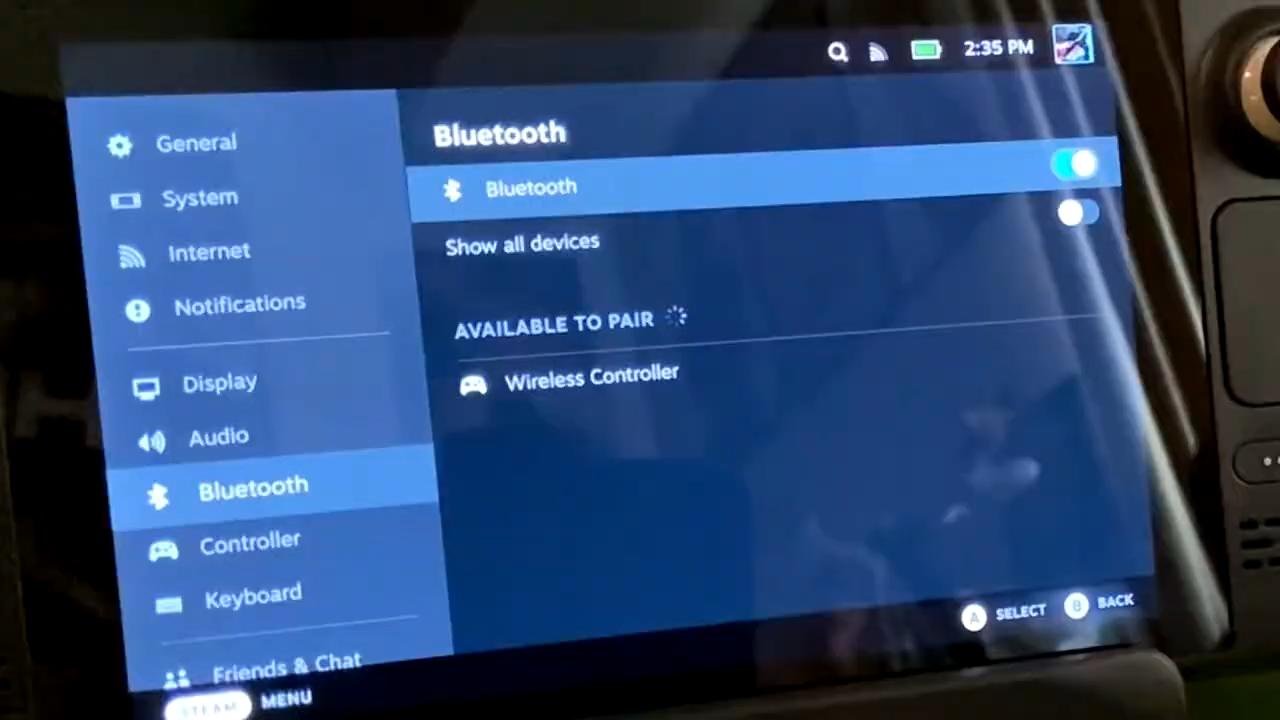 2:35 PM
General
System
Internet
Notifications
Display
Audio
Bluetooth
Controller
Keyboard
Friends & Chat
Bluetooth
Bluetooth
Show all devices
AVAILABLE TO PAIR
Wireless Controller
A SELECT B BACK
STEAM MENU